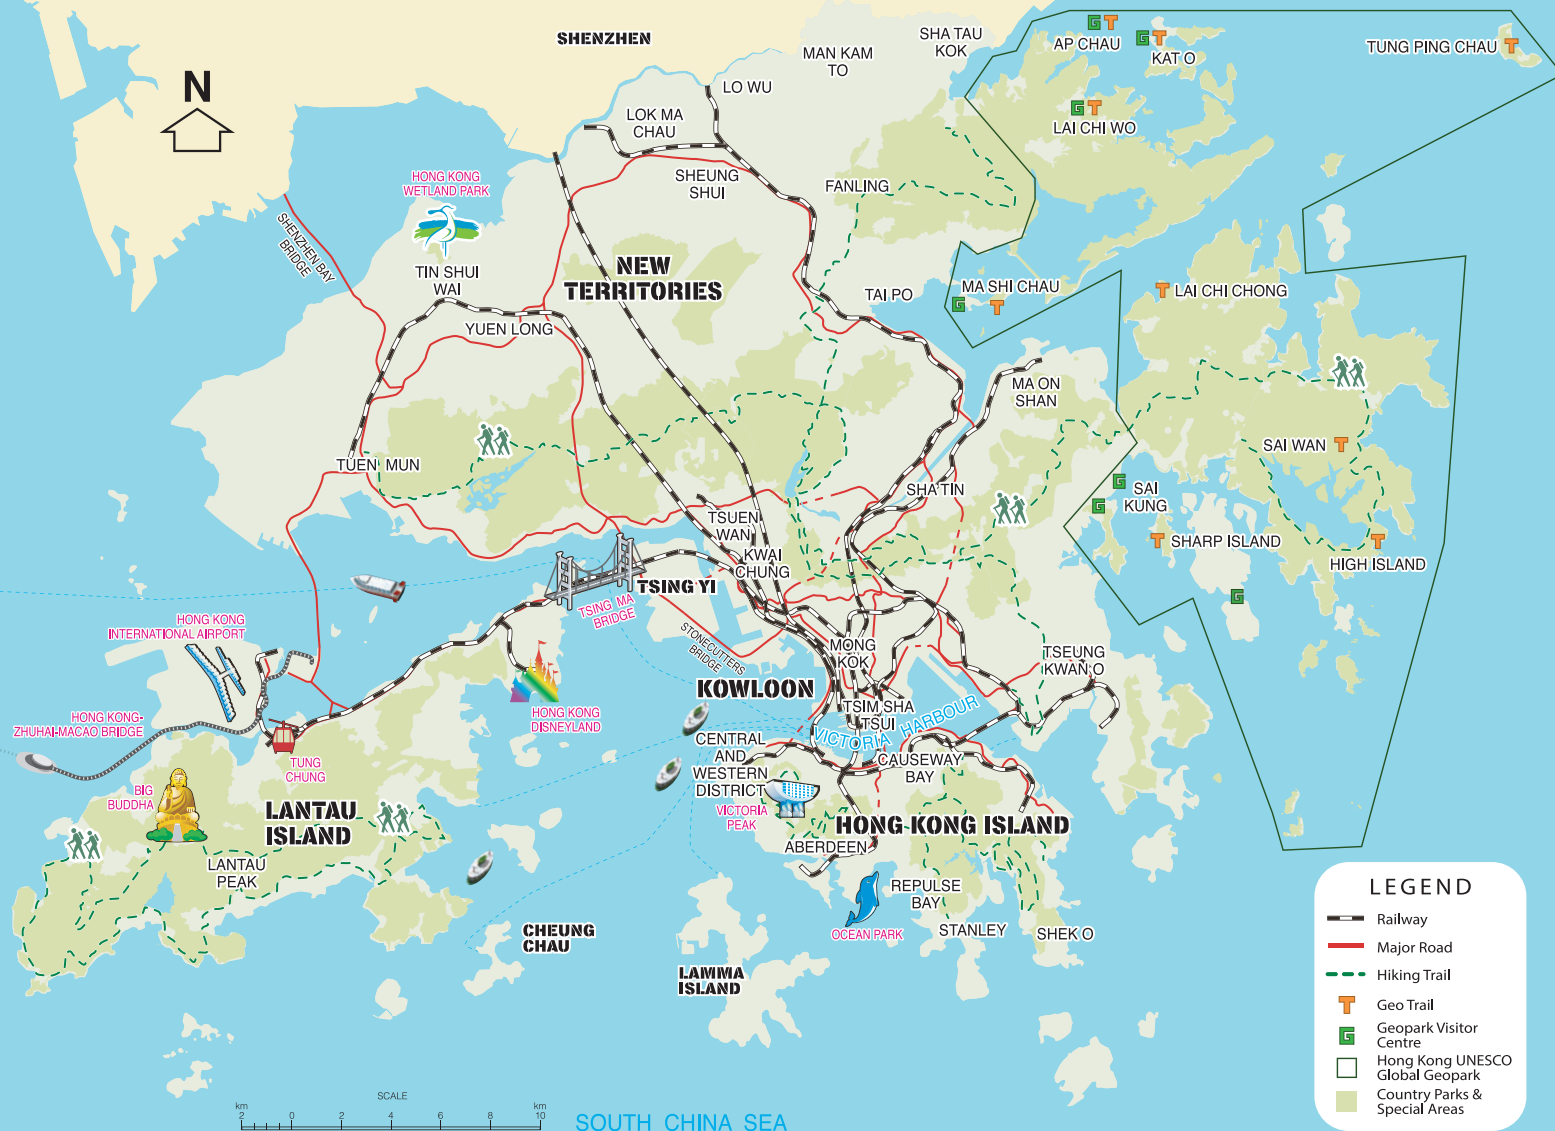 SHENZHEN
MAN KAM
TO
SHA TAU
KOK
AP CHAU
KAT O
TUNG PING CHAU
N
LO WU
LOK MA
CHAU
LAI CHI WO
SHEUNG
SHUI
FANLING
HONG KONG
WETLAND PARK
SHENZHEN BAY
BRIDGE
TIN SHUI
WAI
NEW
TERRITORIES
TAI PO
MA SHI CHAU
LAI CHI CHONG
YUEN LONG
MA ON
SHAN
TUEN MUN
SAI WAN
SHA TIN
SAI
KUNG
TSUEN
WAN
SHARP ISLAND
HIGH ISLAND
KWAI
CHUNG
TSING YI
TSING MA
BRIDGE
HONG KONG
INTERNATIONAL AIRPORT
STONECUTTERS
BRIDGE
MONG
KOK
TSEUNG
KWAN O
KOWLOON
HONG KONG
DISNEYLAND
TSIM SHA
TSUI
VICTORIA HARBOUR
HONG KONG-
ZHUHAI-MACAO BRIDGE
CENTRAL
AND
WESTERN
DISTRICT
CAUSEWAY
BAY
TUNG
CHUNG
BIG
BUDDHA
VICTORIA
PEAK
LANTAU
ISLAND
HONG KONG ISLAND
ABERDEEN
LANTAU
PEAK
REPULSE
BAY
OCEAN PARK
STANLEY
SHEK O
CHEUNG
CHAU
LAMMA
ISLAND
LEGEND
Railway
Major Road
Hiking Trail
T
Geo Trail
G
Geopark Visitor
Centre
Hong Kong UNESCO
Global Geopark
Country Parks &
Special Areas
SCALE
km km
2 0 2 4 6 8 10
SOUTH CHINA SEA